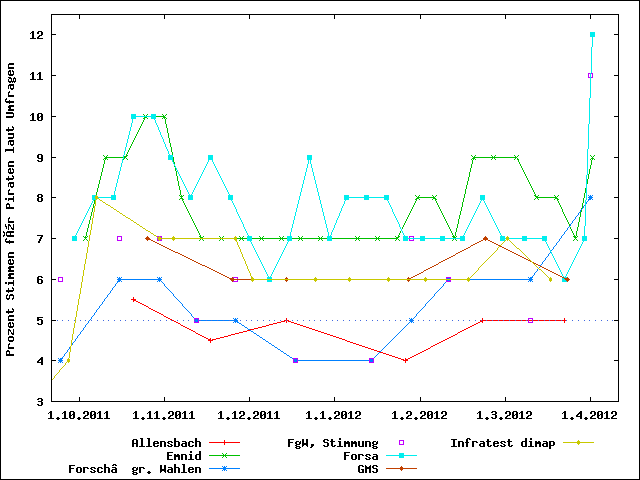 Prozent Stimmen fÃŒr Piraten laut Umfragen
12
11
10
9
8
7
6
5
4
3
1.10.2011 1.11.2011 1.12.2011 1.1.2012 1.2.2012 1.3.2012 1.4.2012
Allensbach FgW, Stimmung Infratest dimap
Emnid Forsa
Forschâ gr. Wahlen GMS